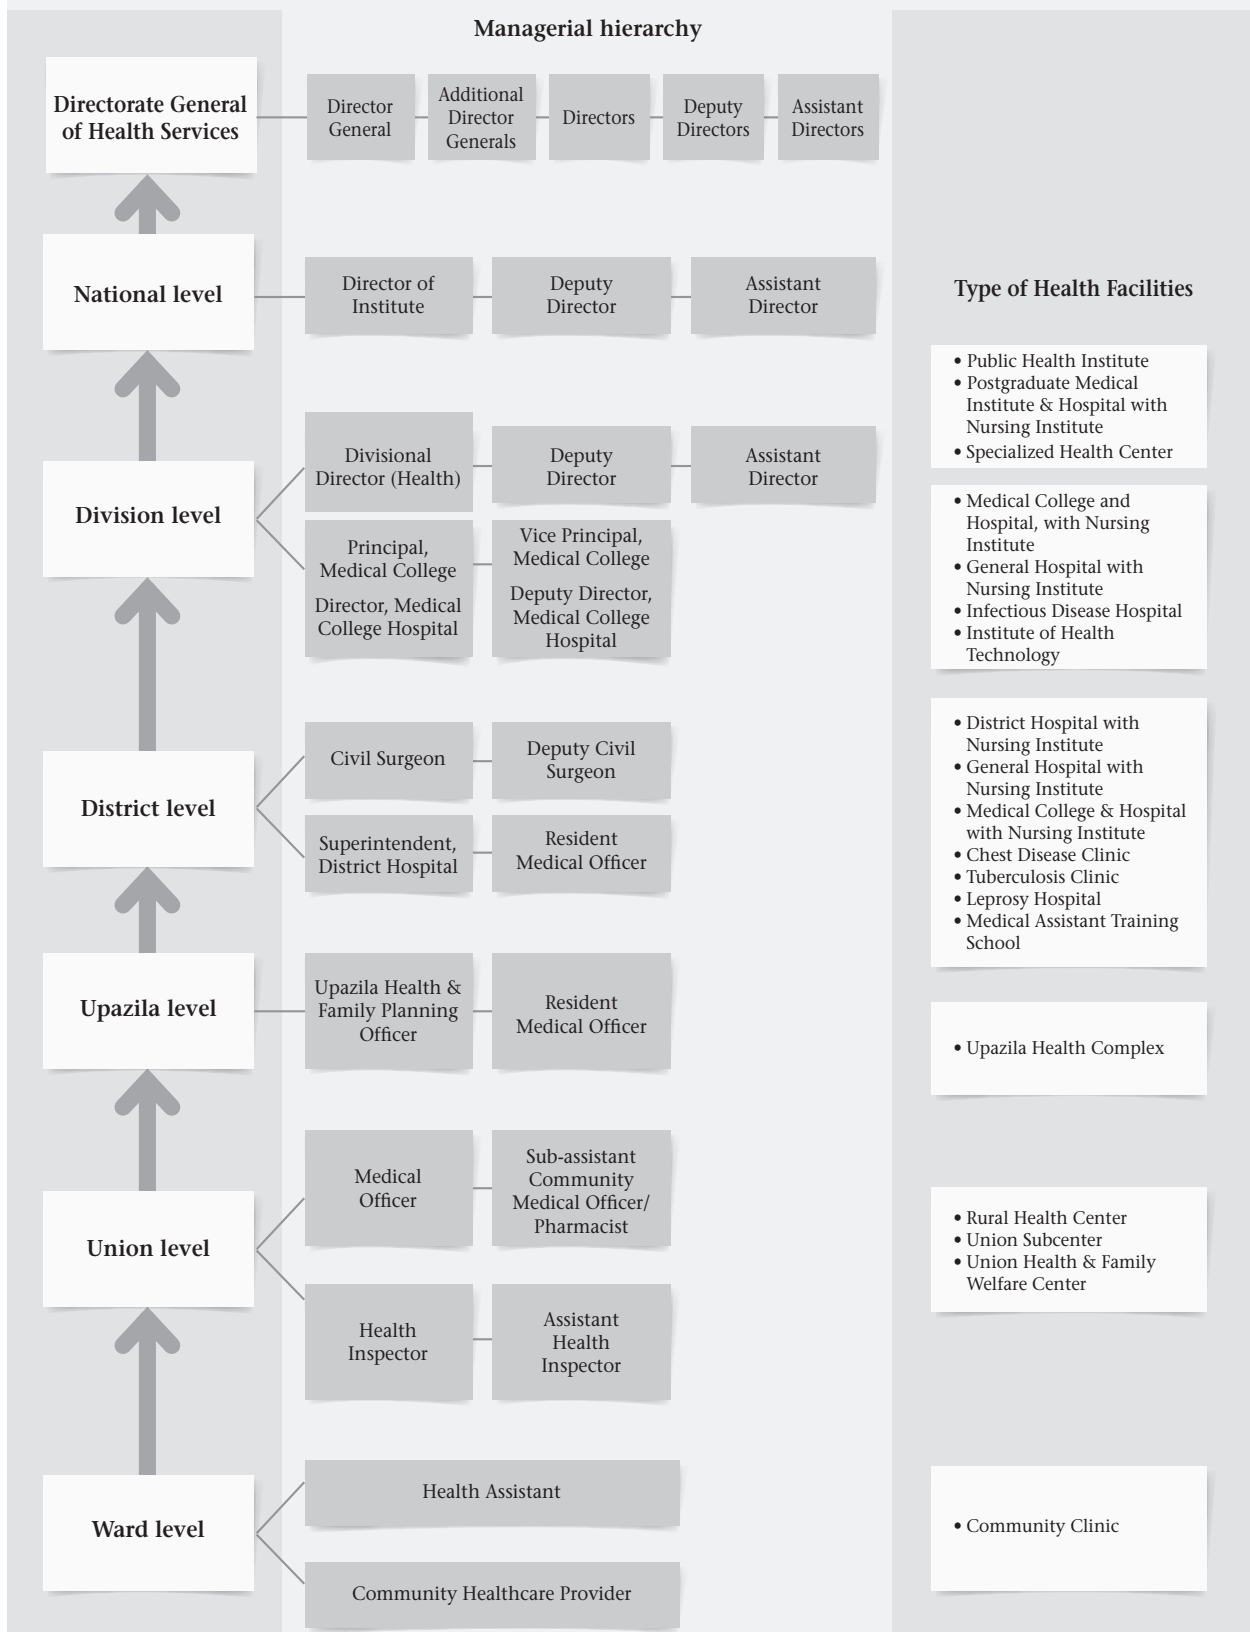 Managerial hierarchy
Directorate General
of Health Services
Director
General
Additional
Director
Generals
Directors
Deputy
Directors
Assistant
Directors
National level
Director of
Institute
Deputy
Director
Assistant
Director
Type of Health Facilities
• Public Health Institute
• Postgraduate Medical
Institute & Hospital with
Nursing Institute
• Specialized Health Center
Division level
Divisional
Director (Health)
Deputy
Director
Assistant
Director
Principal,
Medical College
Director, Medical
College Hospital
Vice Principal,
Medical College
Deputy Director,
Medical College
Hospital
• Medical College and
Hospital, with Nursing
Institute
• General Hospital with
Nursing Institute
• Infectious Disease Hospital
• Institute of Health
Technology
District level
Civil Surgeon
Deputy Civil
Surgeon
Superintendent,
District Hospital
Resident
Medical Officer
• District Hospital with
Nursing Institute
• General Hospital with
Nursing Institute
• Medical College & Hospital
with Nursing Institute
• Chest Disease Clinic
• Tuberculosis Clinic
• Leprosy Hospital
• Medical Assistant Training
School
Upazila level
Upazila Health &
Family Planning
Officer
Resident
Medical Officer
• Upazila Health Complex
Union level
Medical
Officer
Sub-assistant
Community
Medical Officer/
Pharmacist
Health
Inspector
Assistant
Health
Inspector
• Rural Health Center
• Union Subcenter
• Union Health & Family
Welfare Center
Ward level
Health Assistant
Community Healthcare Provider
• Community Clinic